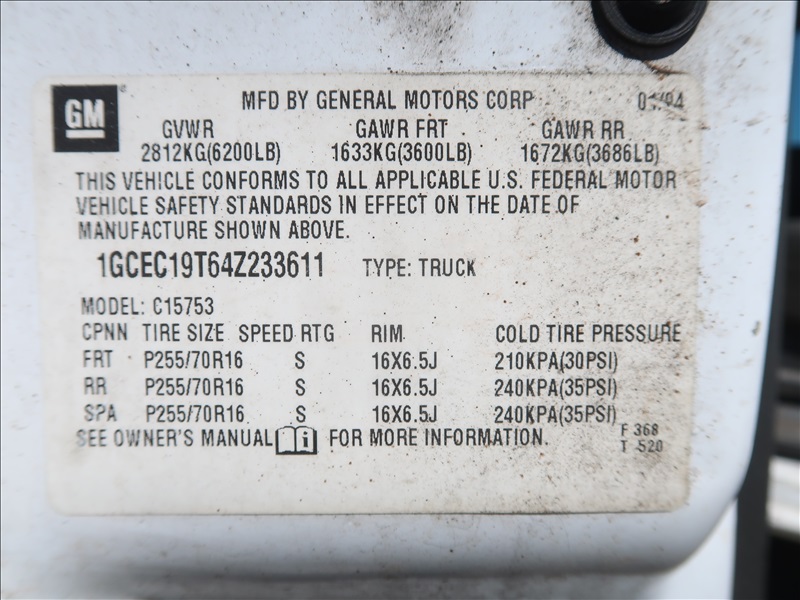 GM
MFD BY GENERAL MOTORS CORP 01/04
GVWR GAWR FRT GAWR RR
2812KG(6200LB) 1633KG(3600LB) 1672KG(3686LB)
THIS VEHICLE CONFORMS TO ALL APPLICABLE U.S. FEDERAL MOTOR
VEHICLE SAFETY STANDARDS IN EFFECT ON THE DATE OF
MANUFACTURE SHOWN ABOVE.
1GCEC19T64Z233611 TYPE: TRUCK
MODEL: C15753
CPNN TIRE SIZE SPEED RTG RIM COLD TIRE PRESSURE
FRT P255/70R16 S 16X6.5J 210KPA(30PSI)
RR P255/70R16 S 16X6.5J 240KPA(35PSI)
SPA P255/70R16 S 16X6.5J 240KPA(35PSI)
SEE OWNER'S MANUAL FOR MORE INFORMATION.
F 368
T 520